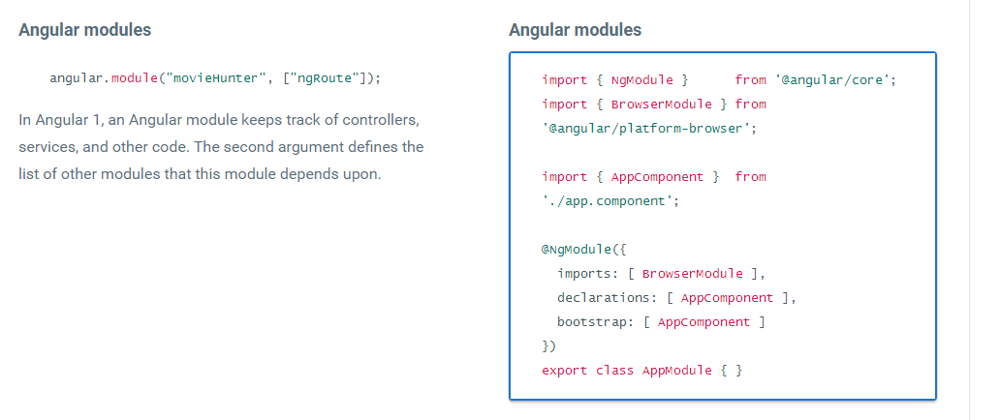 Angular modules
angular.module("movieHunter", ["ngRoute"]);
In Angular 1, an Angular module keeps track of controllers,
services, and other code. The second argument defines the
list of other modules that this module depends upon.
Angular modules
import { NgModule }      from '@angular/core';
import { BrowserModule } from
'@angular/platform-browser';
import { AppComponent }  from
'./app.component';
@NgModule({
  imports: [ BrowserModule ],
  declarations: [ AppComponent ],
  bootstrap: [ AppComponent ]
})
export class AppModule { }